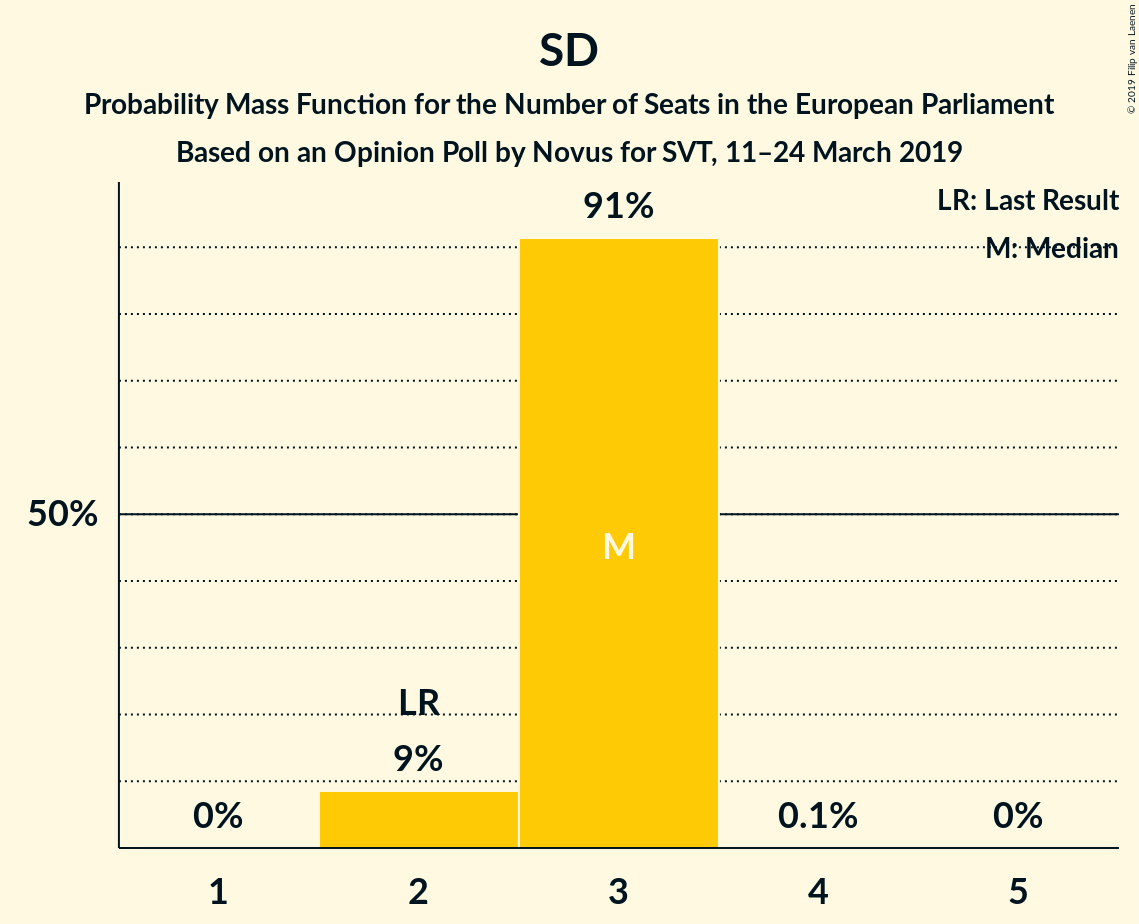 SD
Probability Mass Function for the Number of Seats in the European Parliament
Based on an Opinion Poll by Novus for SVT, 11–24 March 2019
© 2019 Filip van Laenen
LR: Last Result
M: Median
91%
50%
M
LR
9%
0%
0.1%
0%
1
2
3
4
5